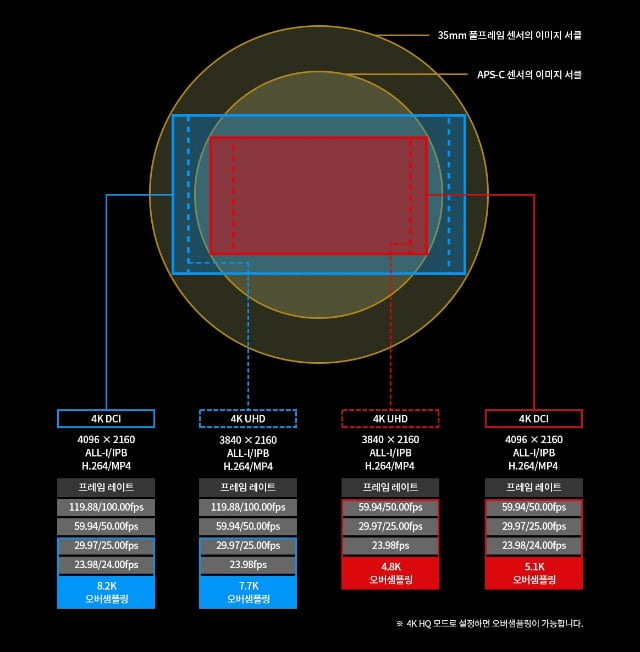 35mm 풀프레임 센서의 이미지 서클
APS-C 센서의 이미지 서클
4K DCI
4096 × 2160
ALL-I/IPB
H.264/MP4
프레임 레이트
119.88/100.00fps
59.94/50.00fps
29.97/25.00fps
23.98/24.00fps
8.2K
오버샘플링
4K UHD
3840 × 2160
ALL-I/IPB
H.264/MP4
프레임 레이트
119.88/100.00fps
59.94/50.00fps
29.97/25.00fps
23.98fps
7.7K
오버샘플링
4K UHD
3840 × 2160
ALL-I/IPB
H.264/MP4
프레임 레이트
59.94/50.00fps
29.97/25.00fps
23.98fps
4.8K
오버샘플링
4K DCI
4096 × 2160
ALL-I/IPB
H.264/MP4
프레임 레이트
59.94/50.00fps
29.97/25.00fps
23.98/24.00fps
5.1K
오버샘플링
※ 4K HQ 모드로 설정하면 오버샘플링이 가능합니다.